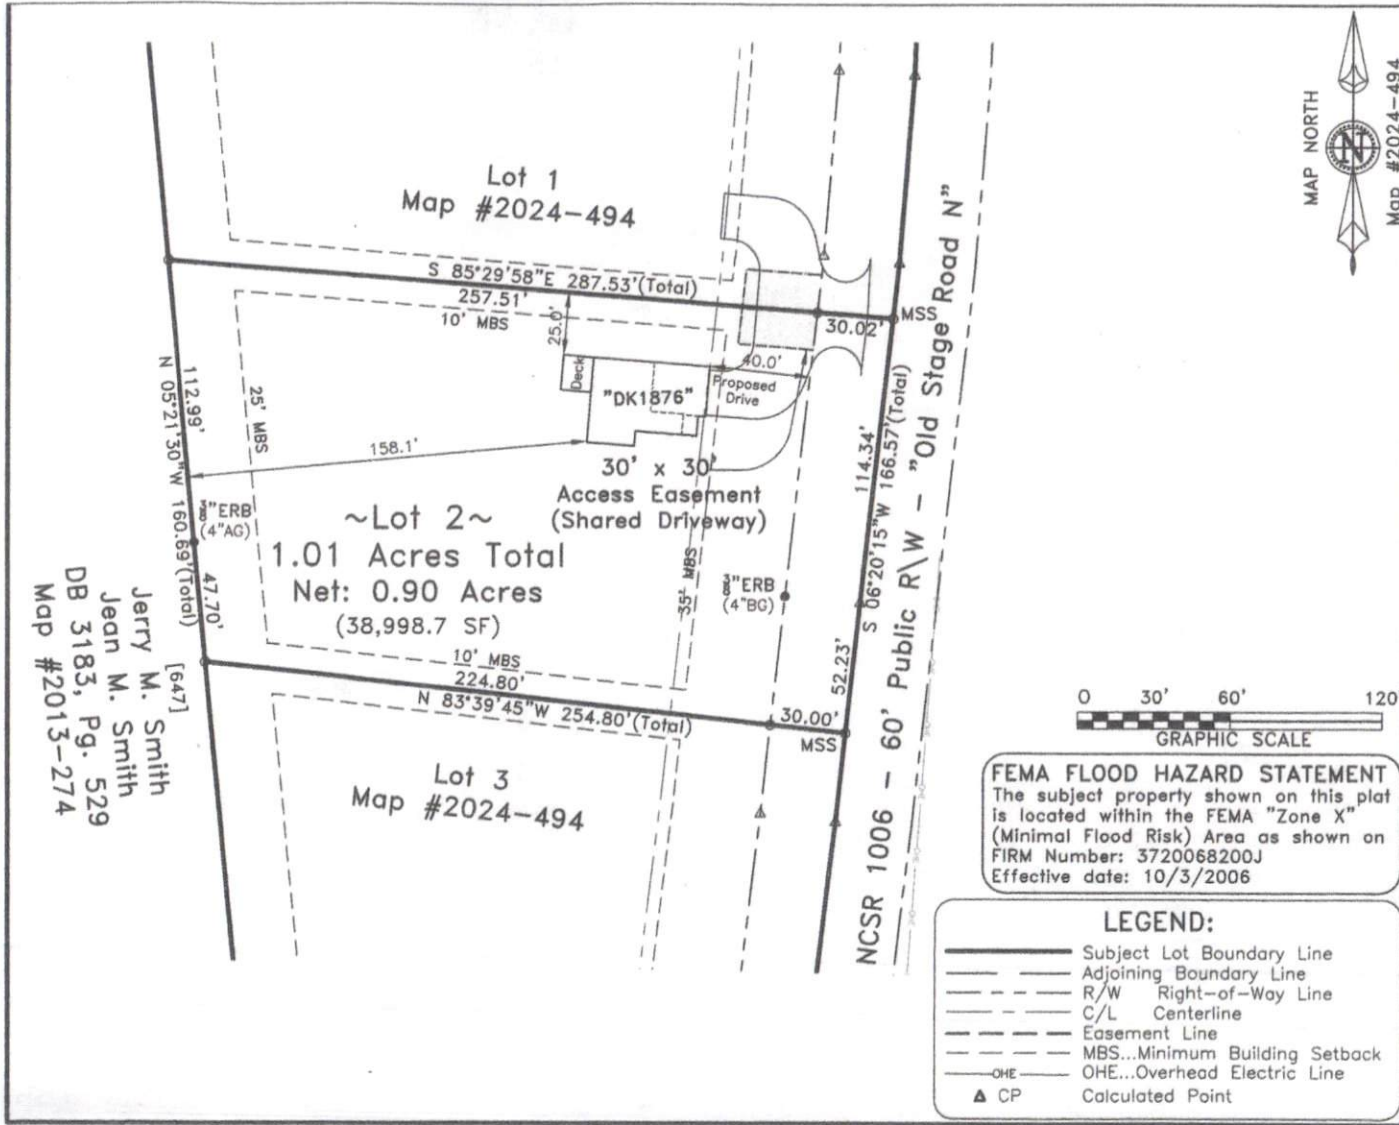 MAP NORTH
N
Map #2024-494
Lot 1
Map #2024-494
S 85°29'58"E 287.53'(Total)
257.51'
10' MBS
25.0'
30.02'
MSS
40.0'
Proposed
Drive
Deck
"DK1876"
25' MBS
158.1'
112.99'
N 05°21'30"W 160.69'(Total)
47.70'
3/8"ERB
(4"AG)
30' x 30'
Access Easement
(Shared Driveway)
~Lot 2~
1.01 Acres Total
Net: 0.90 Acres
(38,998.7 SF)
35' MBS
3/8"ERB
(4"BG)
114.34'
S 06°20'15"W 166.57'(Total)
52.23'
NCSR 1006 - 60' Public R\W - "Old Stage Road N"
10' MBS
224.80'
N 83°39'45"W 254.80'(Total)
30.00'
MSS
[647]
Jerry M. Smith
Jean M. Smith
DB 3183, Pg. 529
Map #2013-274
Lot 3
Map #2024-494
0 30' 60' 120
GRAPHIC SCALE
FEMA FLOOD HAZARD STATEMENT
The subject property shown on this plat
is located within the FEMA "Zone X"
(Minimal Flood Risk) Area as shown on
FIRM Number: 3720068200J
Effective date: 10/3/2006
LEGEND:
Subject Lot Boundary Line
Adjoining Boundary Line
R/W Right-of-Way Line
C/L Centerline
Easement Line
MBS...Minimum Building Setback
OHE OHE...Overhead Electric Line
CP Calculated Point